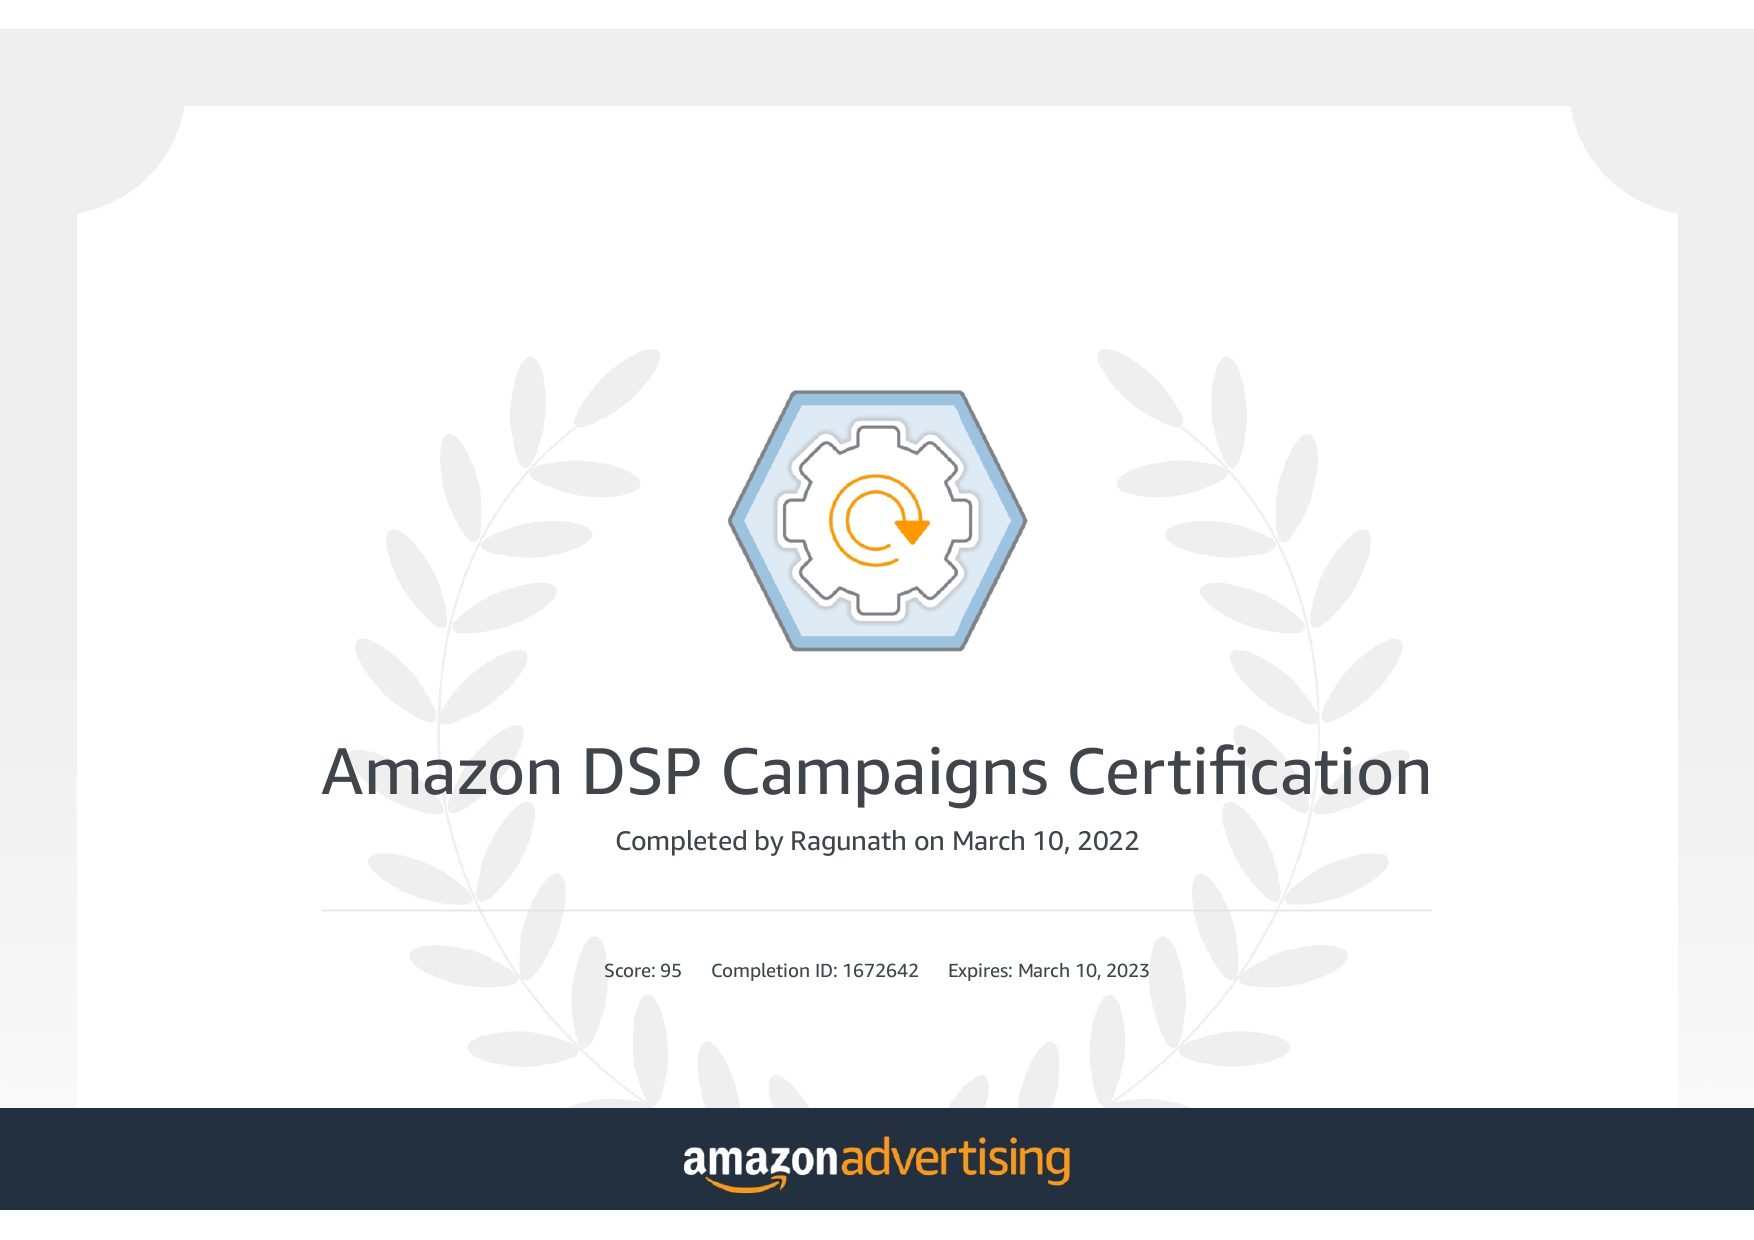 Amazon DSP Campaigns Certification
Completed by Ragunath on March 10, 2022
Score: 95 Completion ID: 1672642 Expires: March 10, 2023
amazonadvertising